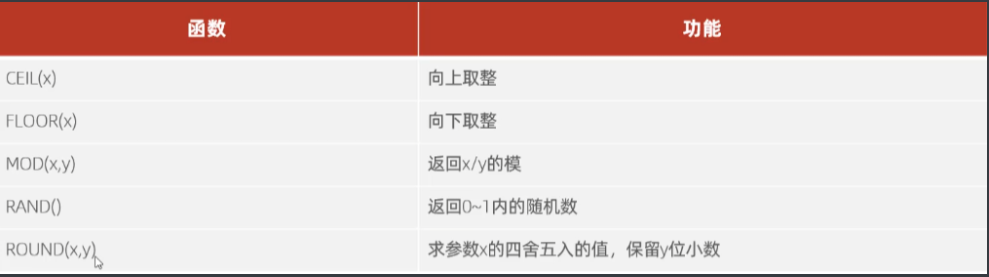 函数 功能
CEIL(x) 向上取整
FLOOR(x) 向下取整
MOD(x,y) 返回x/y的模
RAND() 返回0~1内的随机数
ROUND(x,y) 求参数x的四舍五入的值，保留y位小数